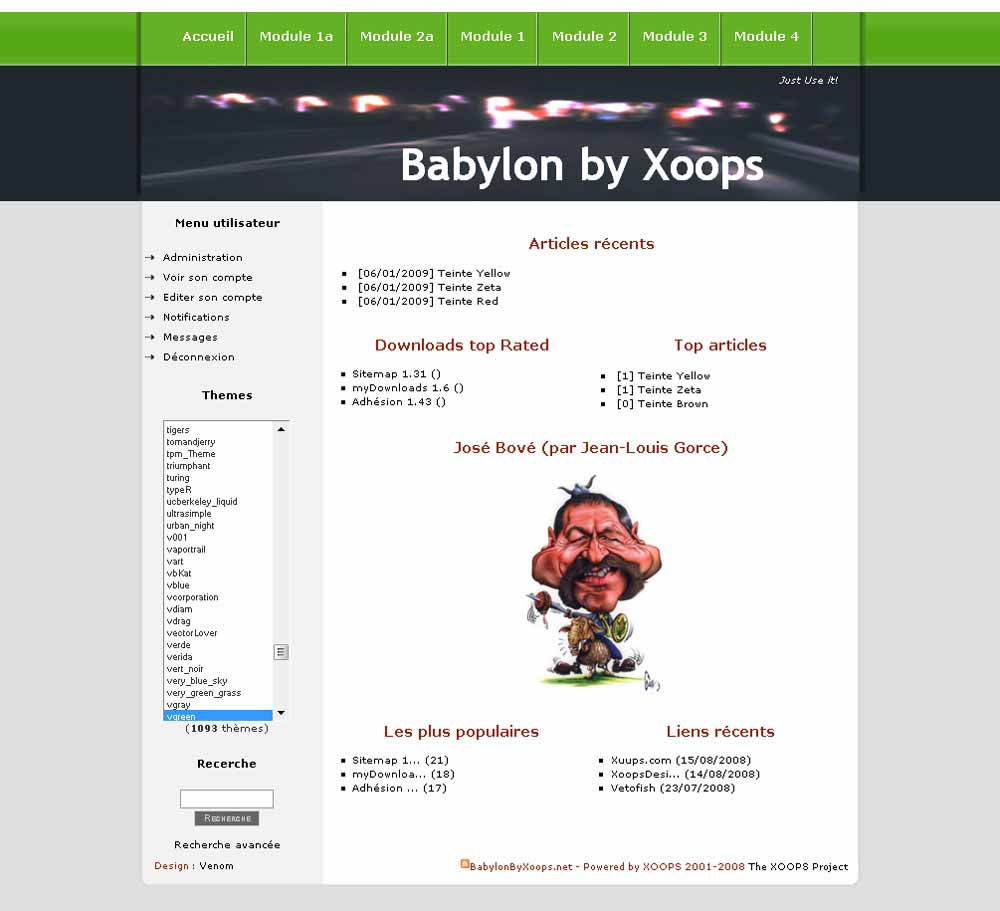 Accueil Module 1a Module 2a Module 1 Module 2 Module 3 Module 4
Just Use it!
Babylon by Xoops
Menu utilisateur
Administration
Voir son compte
Editer son compte
Notifications
Messages
Déconnexion
Themes
tigers
tomandjerry
tpm_Theme
triumphant
turing
typeR
ucberkeley_liquid
ultrasimple
urban_night
v001
vaportrail
vart
vbKat
vblue
vcorporation
vdiam
vdrag
vectorLover
verde
verida
vert_noir
very_blue_sky
very_green_grass
vgray
vgreen
(1093 thèmes)
Recerche
Recherche
Recherche avancée
Design : Venom
Articles récents
[06/01/2009] Teinte Yellow
[06/01/2009] Teinte Zeta
[06/01/2009] Teinte Red
Downloads top Rated
Sitemap 1.31 ()
myDownloads 1.6 ()
Adhésion 1.43 ()
Top articles
[1] Teinte Yellow
[1] Teinte Zeta
[0] Teinte Brown
José Bové (par Jean-Louis Gorce)
Les plus populaires
Sitemap 1... (21)
myDownloa... (18)
Adhésion ... (17)
Liens récents
Xuups.com (15/08/2008)
XoopsDesi... (14/08/2008)
Vetofish (23/07/2008)
BabylonByXoops.net - Powered by XOOPS 2001-2008 The XOOPS Project